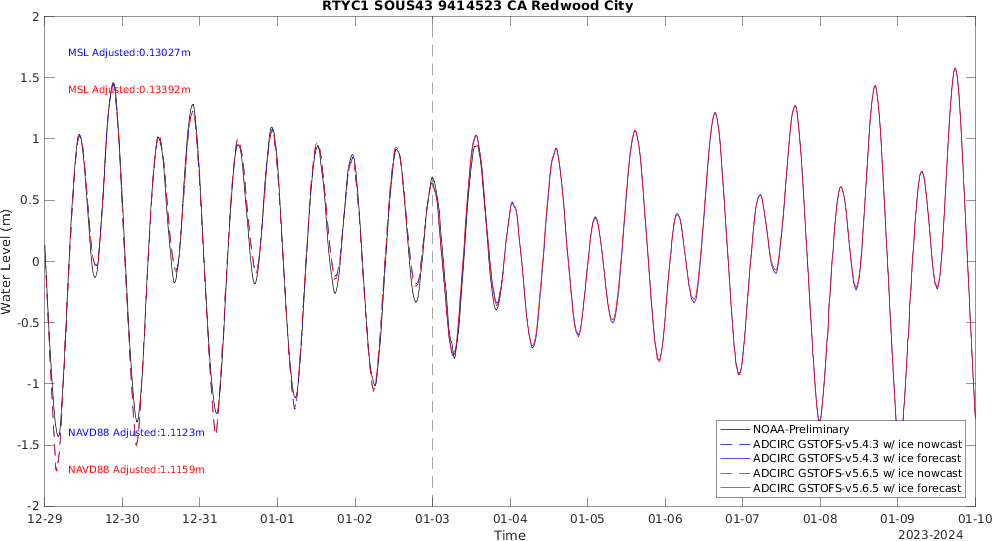 RTYC1 SOUS43 9414523 CA Redwood City
MSL Adjusted:0.13027m
MSL Adjusted:0.13392m
NAVD88 Adjusted:1.1123m
NAVD88 Adjusted:1.1159m
Water Level (m)
2
1.5
1
0.5
0
-0.5
-1
-1.5
-2
NOAA-Preliminary
ADCIRC GSTOFS-v5.4.3 w/ ice nowcast
ADCIRC GSTOFS-v5.4.3 w/ ice forecast
ADCIRC GSTOFS-v5.6.5 w/ ice nowcast
ADCIRC GSTOFS-v5.6.5 w/ ice forecast
12-29 12-30 12-31 01-01 01-02 01-03 01-04 01-05 01-06 01-07 01-08 01-09 01-10
Time
2023-2024